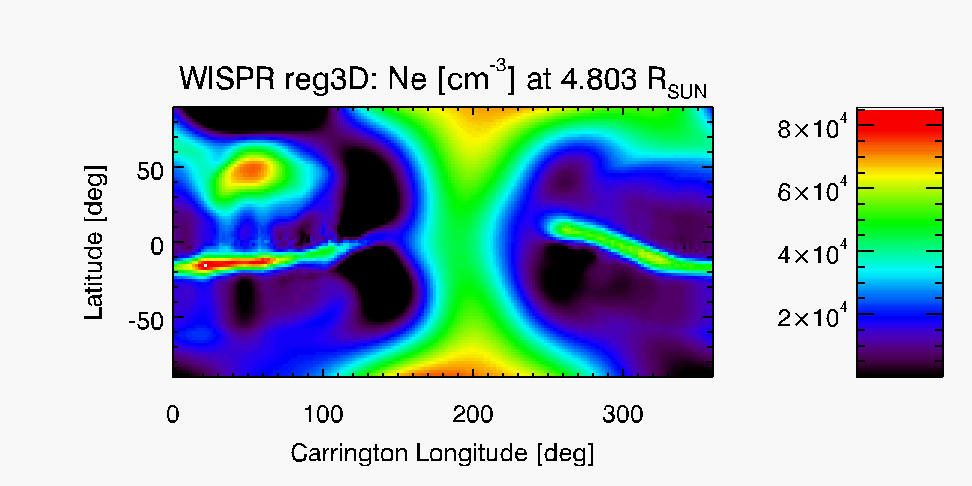 WISPR reg3D: Ne [cm⁻³] at 4.803 R_SUN
8×10⁴
6×10⁴
4×10⁴
2×10⁴
50
0
-50
Latitude [deg]
0 100 200 300
Carrington Longitude [deg]